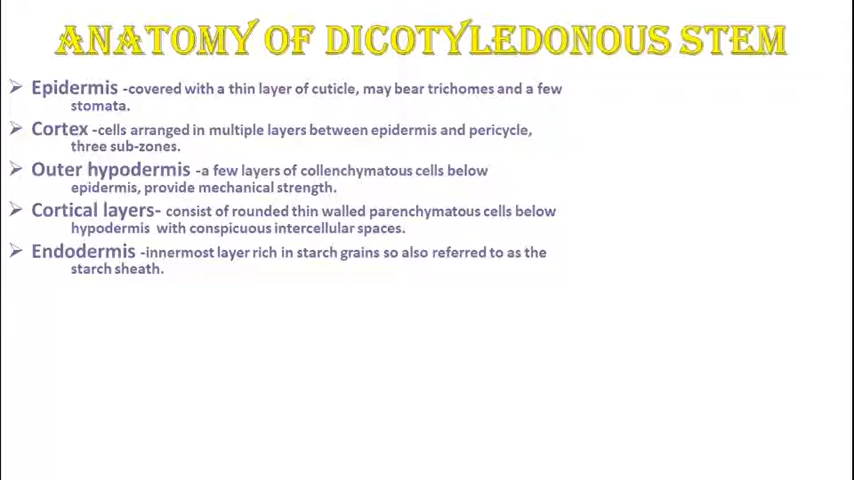 ANATOMY OF DICOTYLEDONOUS STEM
➢ Epidermis -covered with a thin layer of cuticle, may bear trichomes and a few
stomata.
➢ Cortex -cells arranged in multiple layers between epidermis and pericycle,
three sub-zones.
➢ Outer hypodermis -a few layers of collenchymatous cells below
epidermis, provide mechanical strength.
➢ Cortical layers- consist of rounded thin walled parenchymatous cells below
hypodermis with conspicuous intercellular spaces.
➢ Endodermis -innermost layer rich in starch grains so also referred to as the
starch sheath.